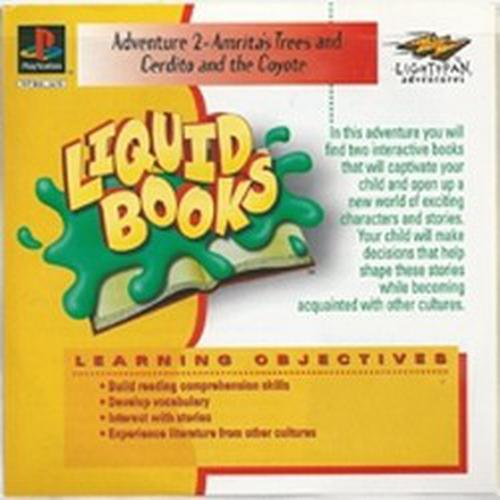 Adventure 2-Amrita's Trees and
Cerdito and the Coyote
PlayStation
LIGHTSPAN
adventures
LIQUID
BOOKS
In this adventure you will
find two interactive books
that will captivate your
child and open up a
new world of exciting
characters and stories.
Your child will make
decisions that help
shape these stories
while becoming
acquainted with other cultures.
LEARNING OBJECTIVES
• Build reading comprehension skills
• Develop vocabulary
• Interest with stories
• Experience literature from other cultures